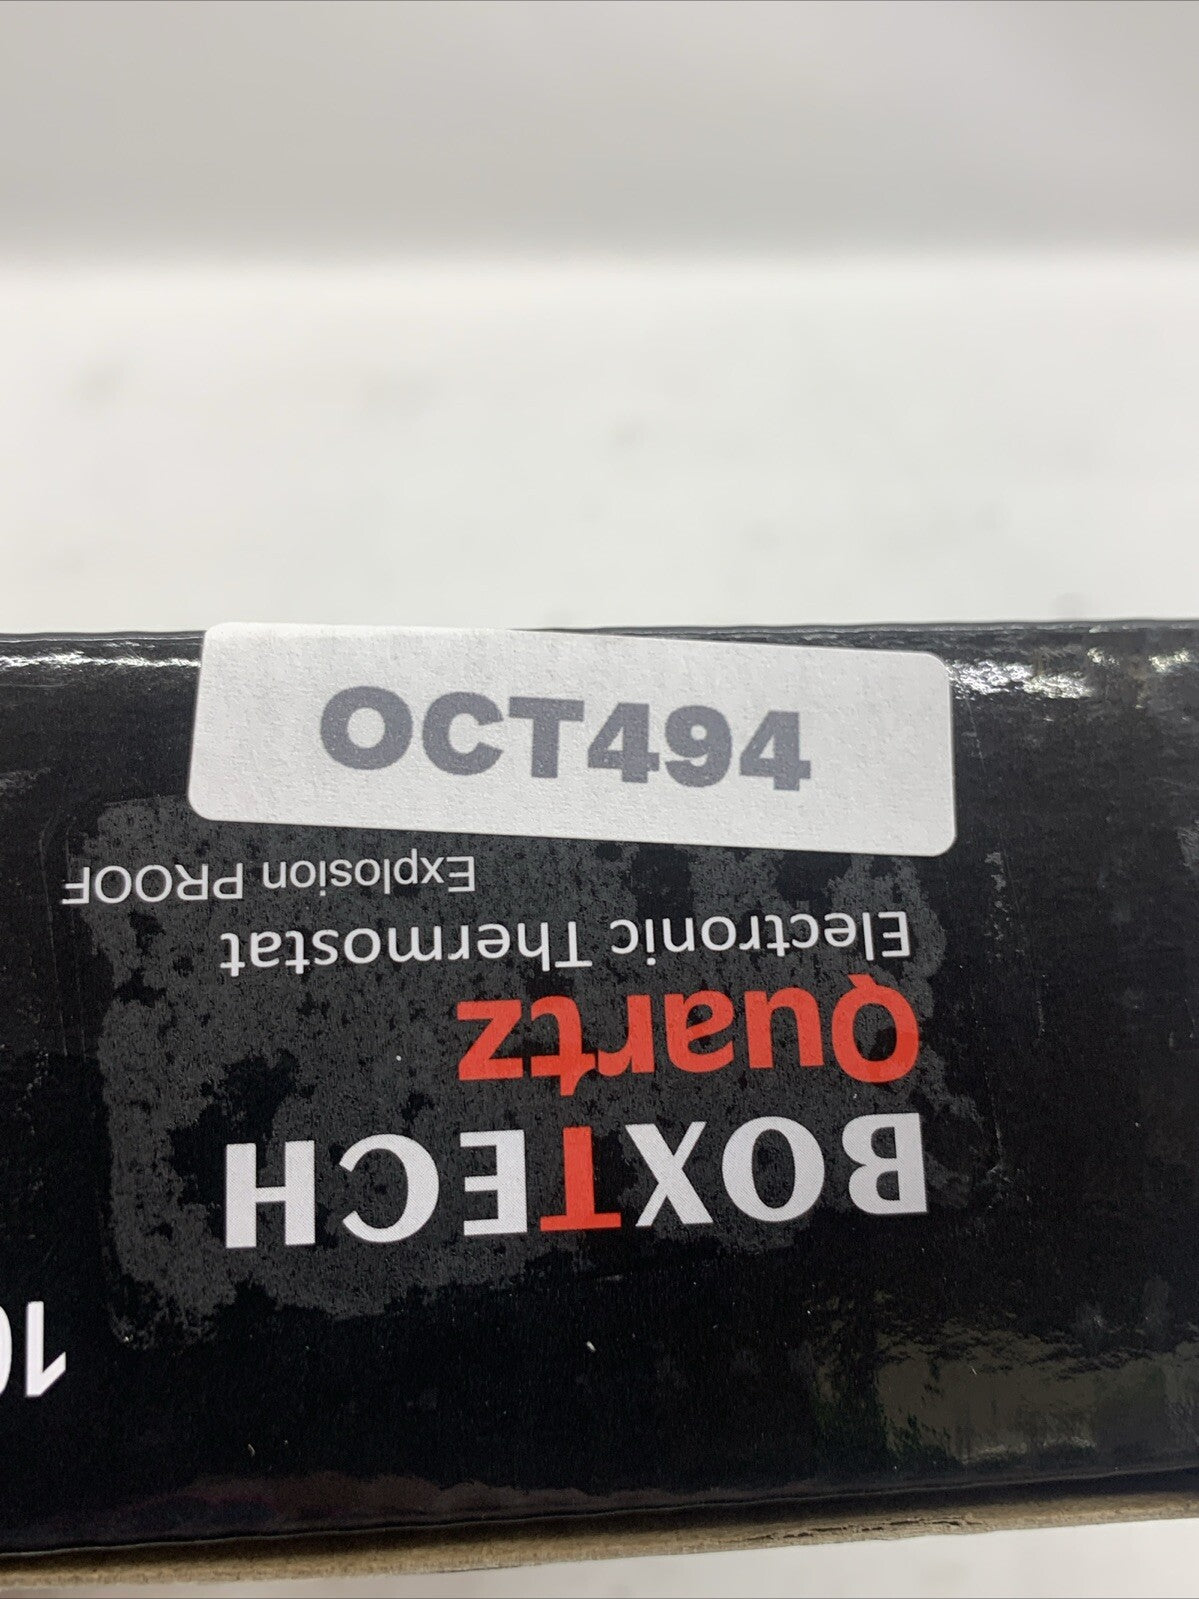 OCT494
BOXTECH
Quartz
Electronic Thermostat
Explosion PROOF